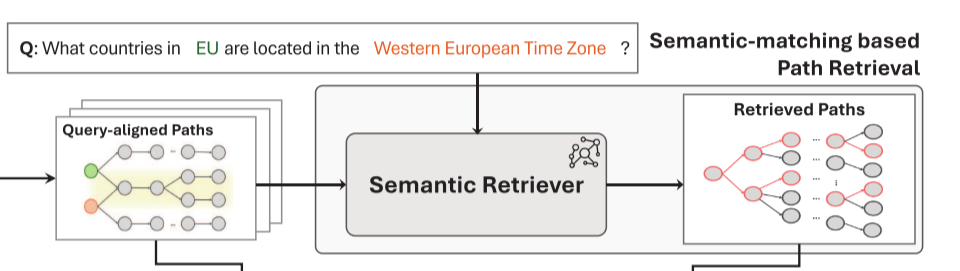 Q: What countries in EU are located in the Western European Time Zone ?
Semantic-matching based
Path Retrieval
Query-aligned Paths
Semantic Retriever
Retrieved Paths